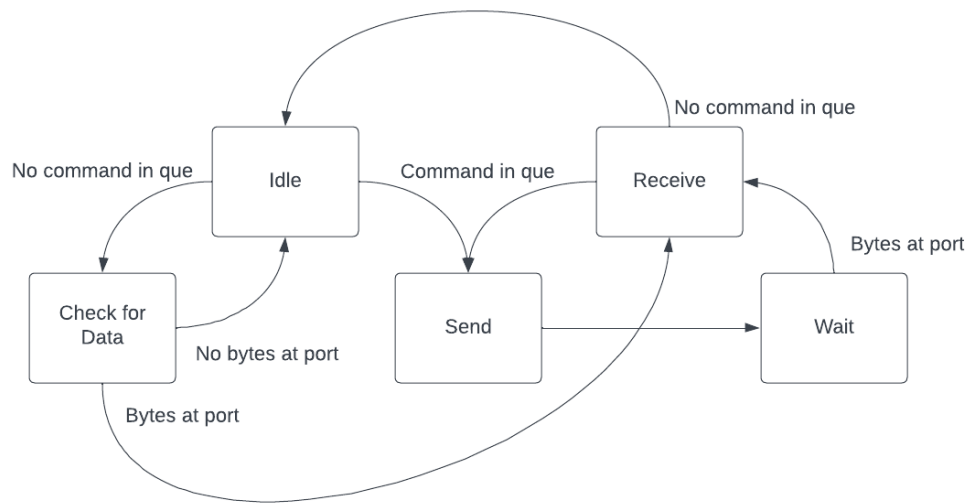 No command in que
No command in que
Idle
Command in que
Receive
Bytes at port
Check for
Data
Send
Wait
No bytes at port
Bytes at port